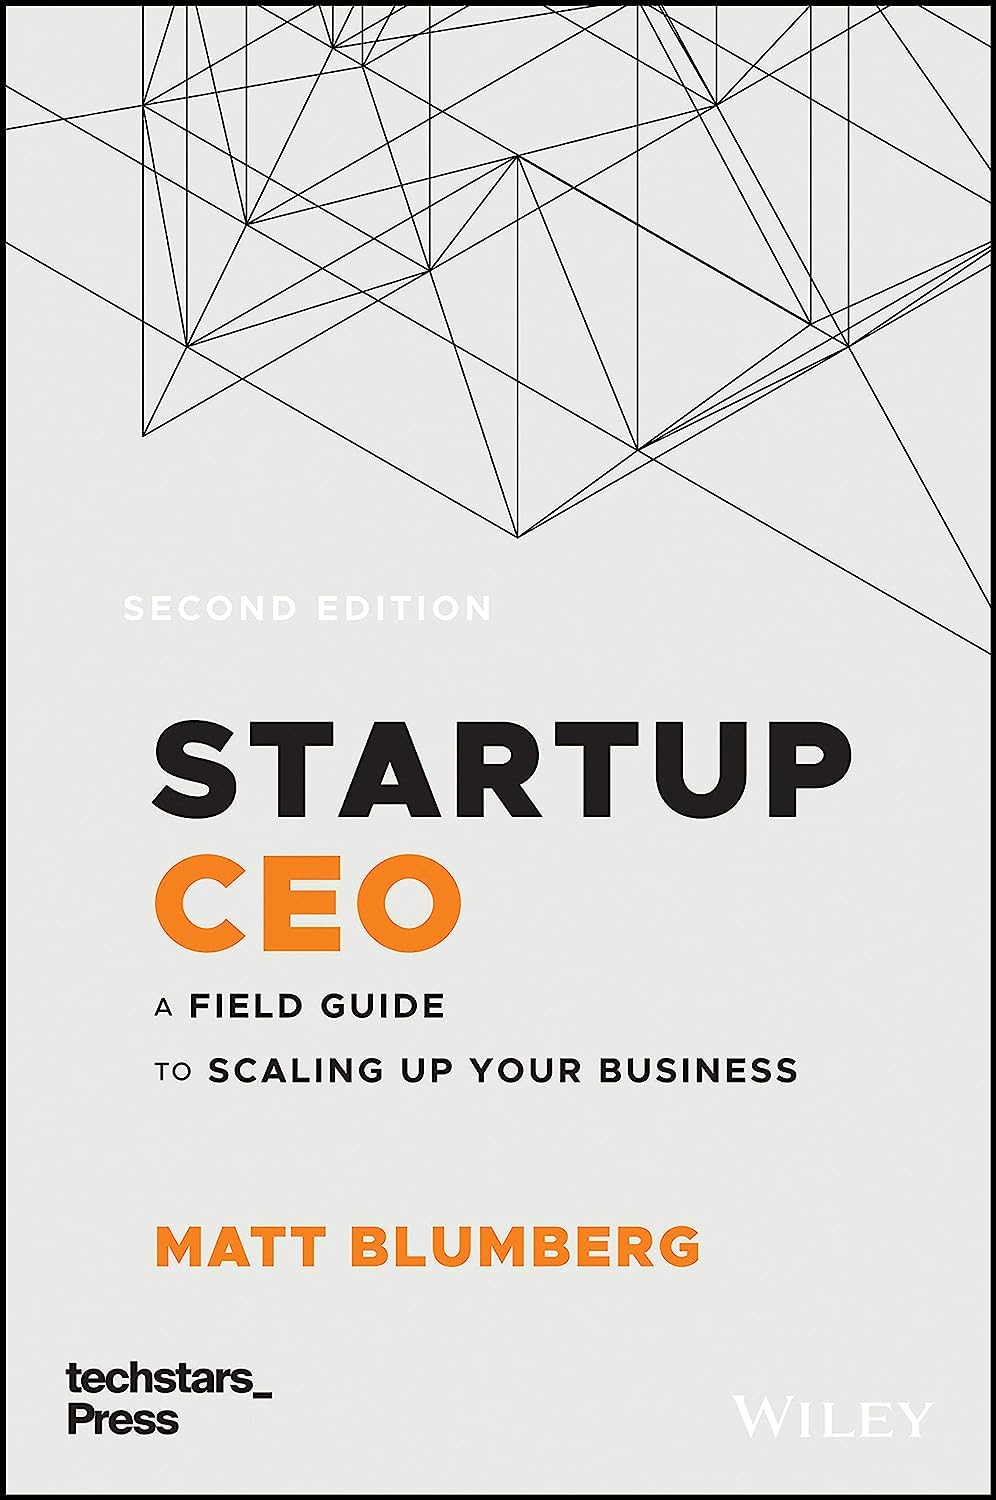 SECOND EDITION
STARTUP
CEO
A FIELD GUIDE
TO SCALING UP YOUR BUSINESS
MATT BLUMBERG
techstars_
Press
WILEY